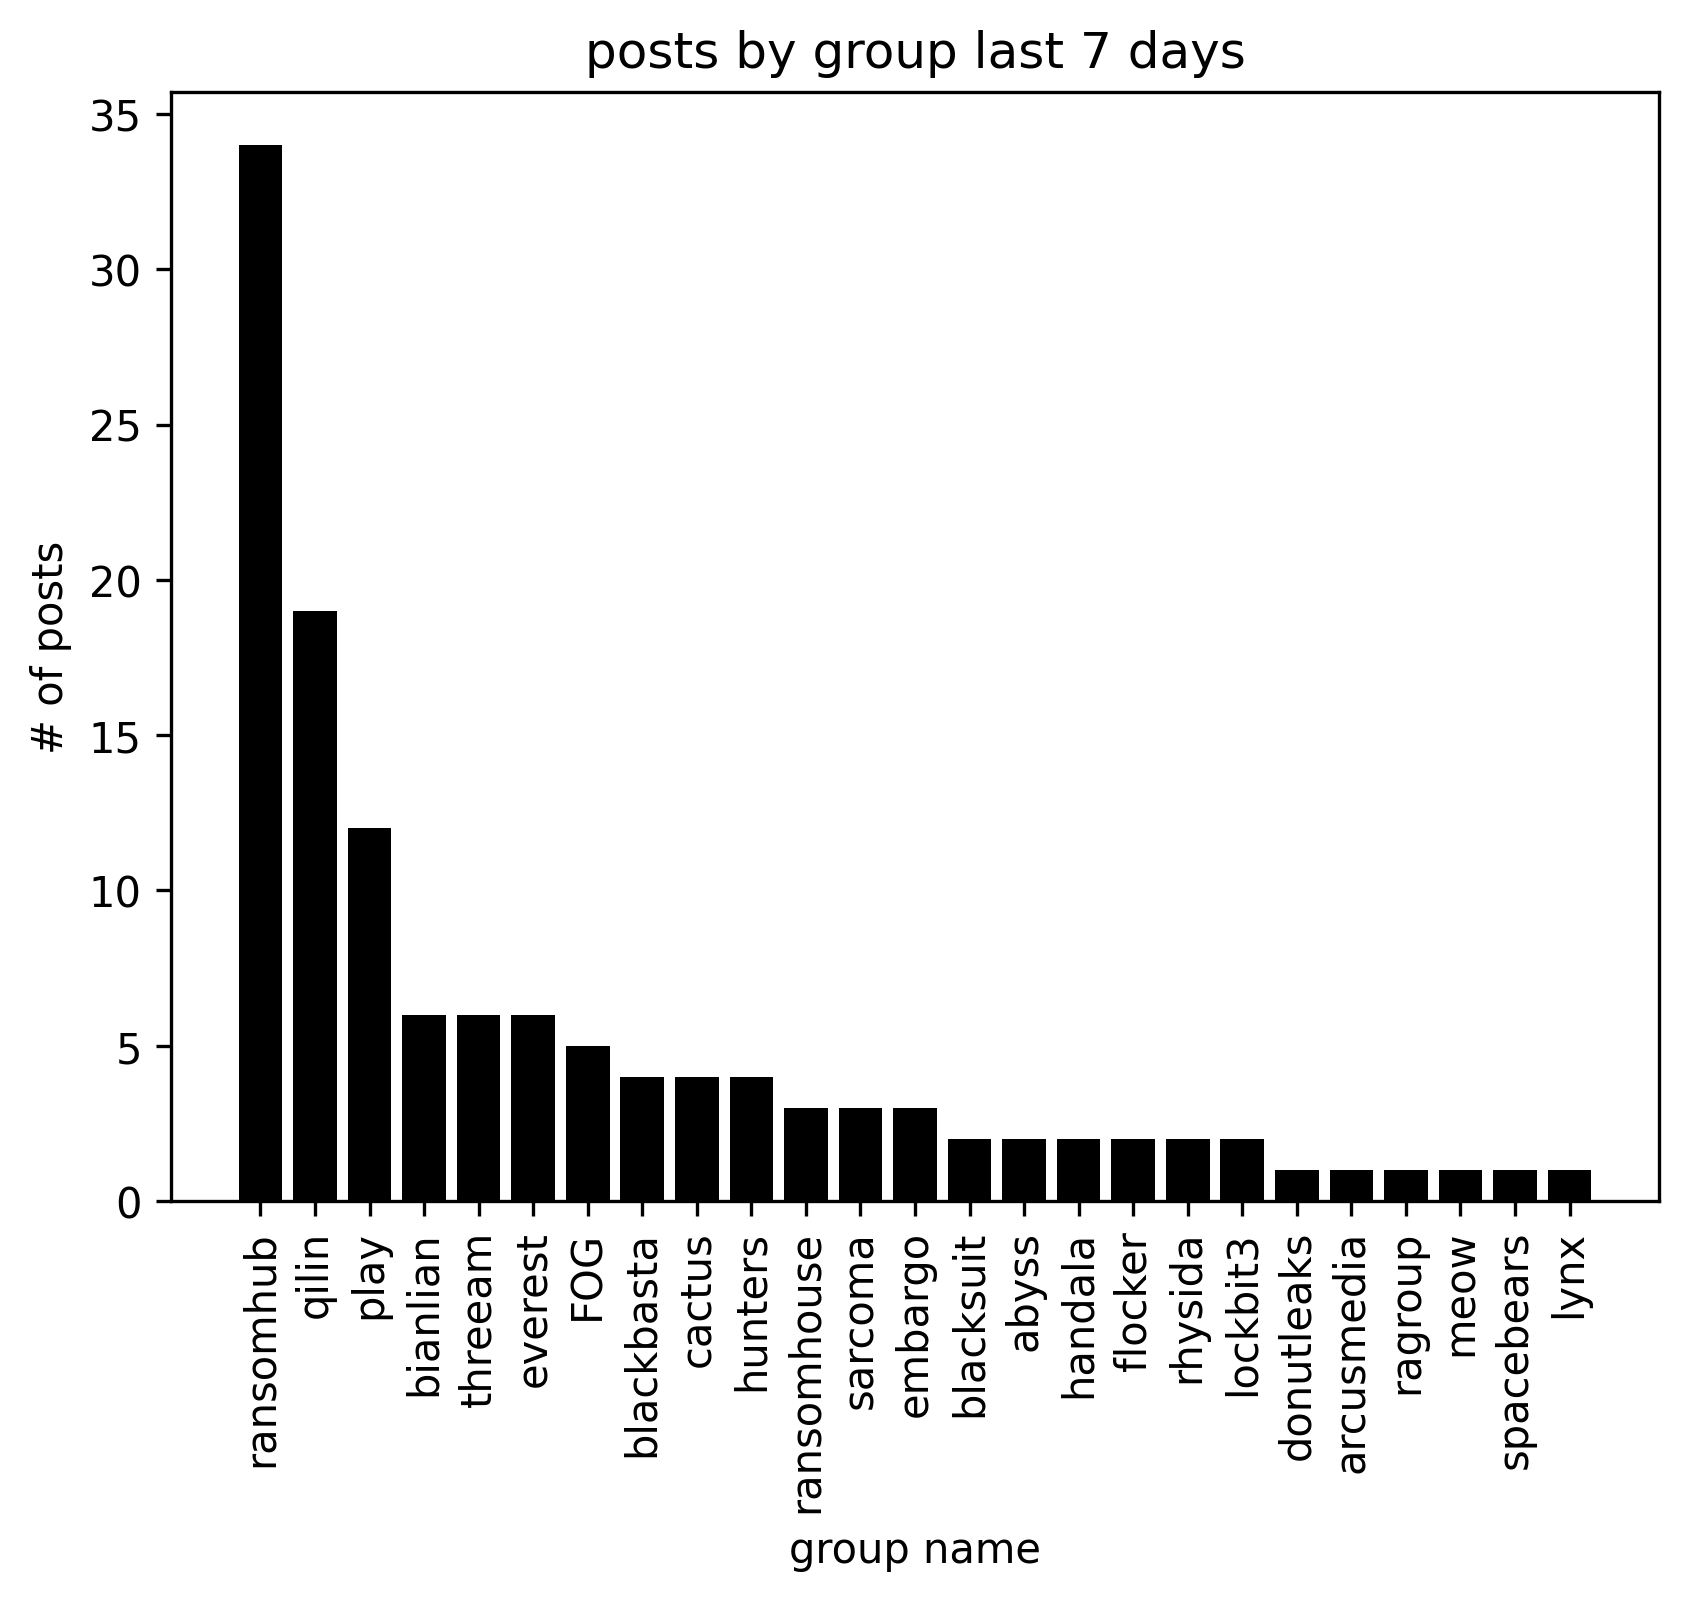 posts by group last 7 days
35
30
25
20
15
10
5
0
# of posts
ransomhub
qilin
play
bianlian
threeam
everest
FOG
blackbasta
cactus
hunters
ransomhouse
sarcoma
embargo
blacksuit
abyss
handala
flocker
rhysida
lockbit3
donutleaks
arcusmedia
ragroup
meow
spacebears
lynx
group name